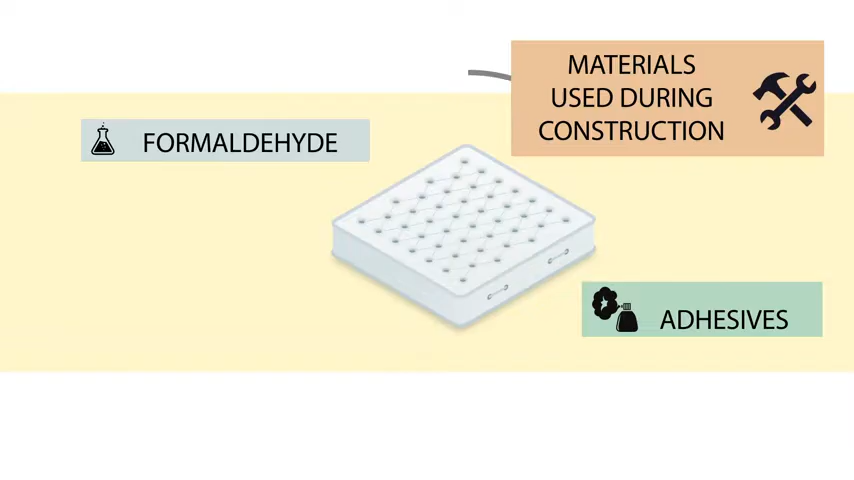 MATERIALS
USED DURING
CONSTRUCTION
FORMALDEHYDE
ADHESIVES